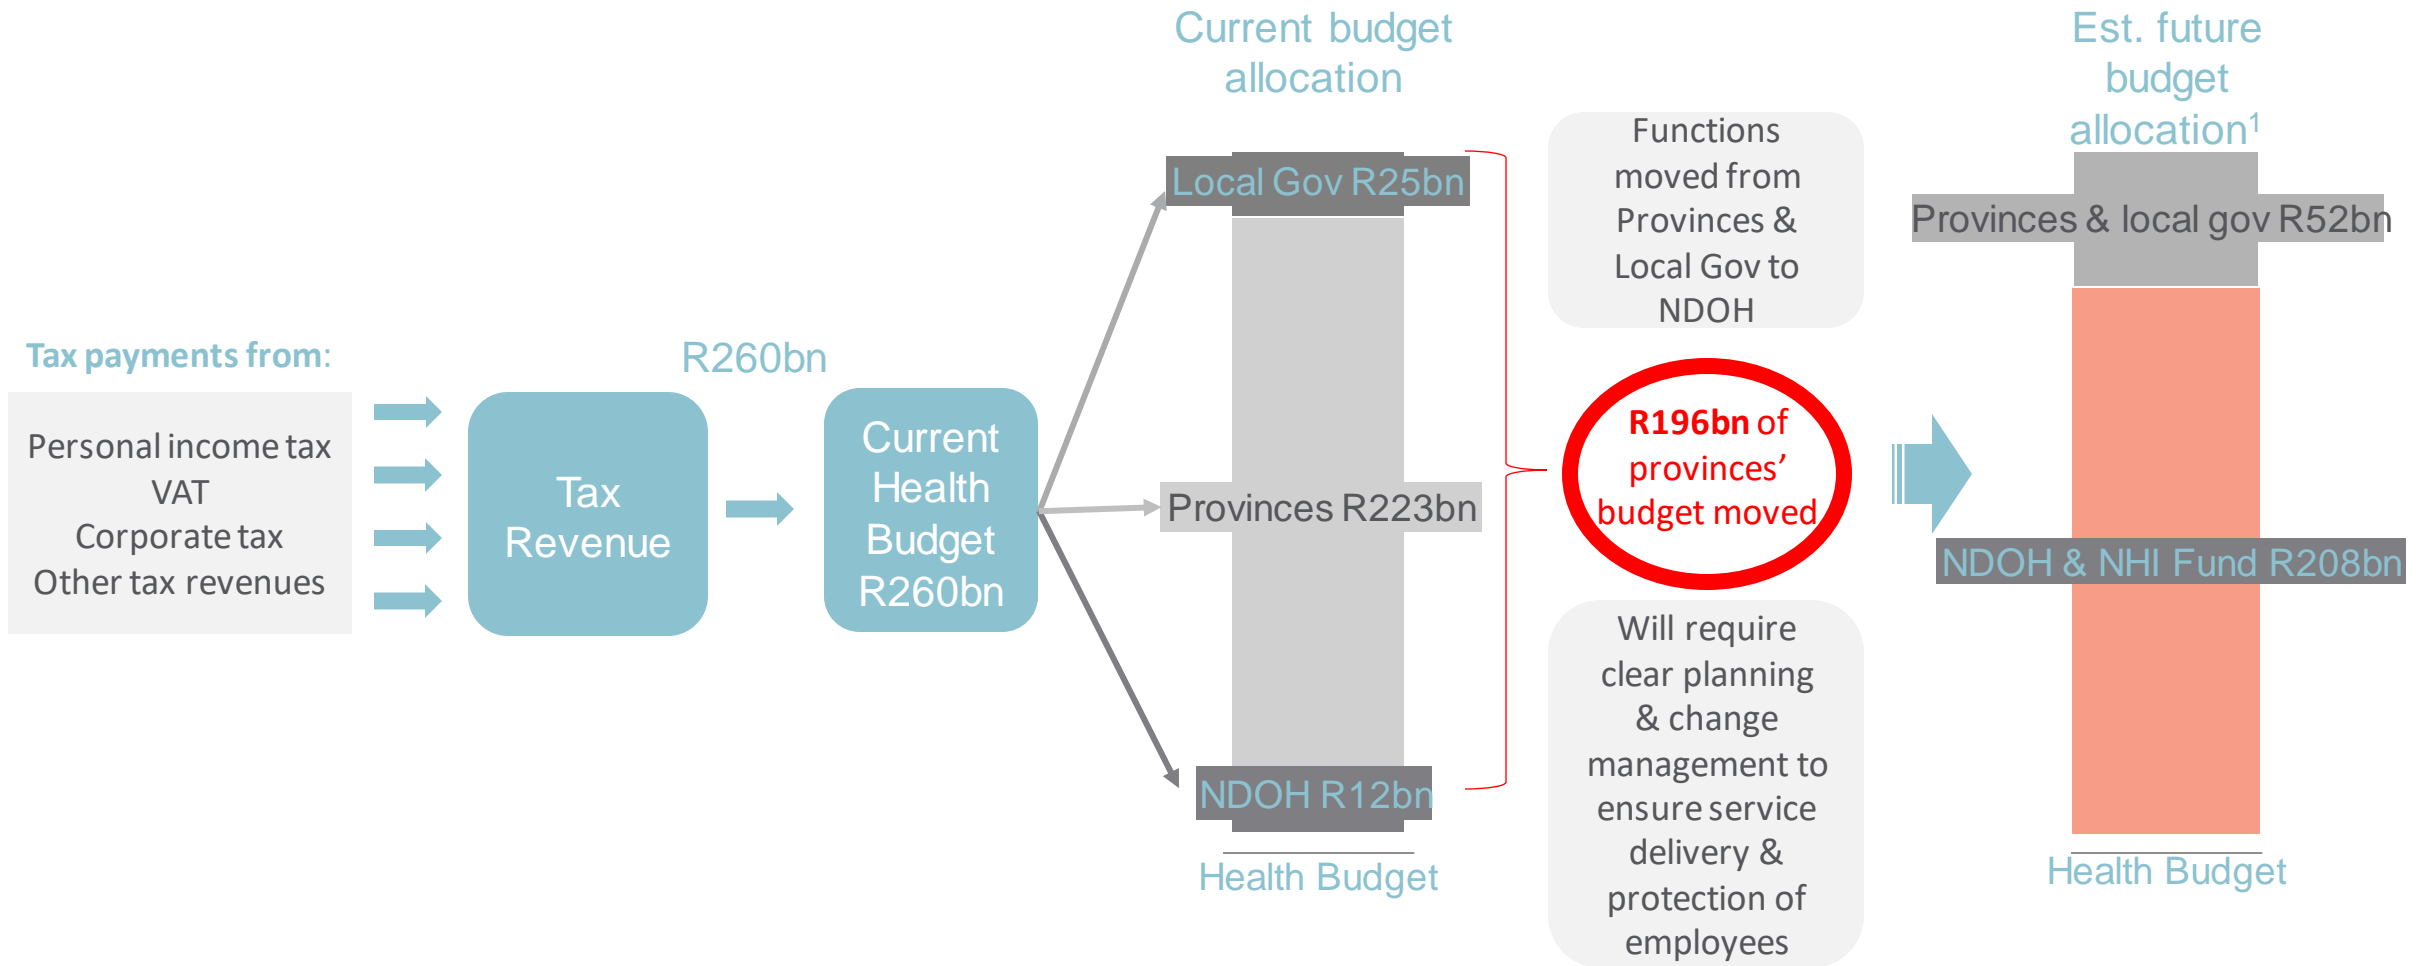 Tax payments from:
Personal income tax
VAT
Corporate tax
Other tax revenues
Tax
Revenue
R260bn
Current
Health
Budget
R260bn
Current budget
allocation
Local Gov R25bn
Provinces R223bn
NDOH R12bn
Health Budget
Functions
moved from
Provinces &
Local Gov to
NDOH
R196bn of
provinces’
budget moved
Will require
clear planning
& change
management to
ensure service
delivery &
protection of
employees
Est. future
budget
allocation¹
Provinces & local gov R52bn
NDOH & NHI Fund R208bn
Health Budget